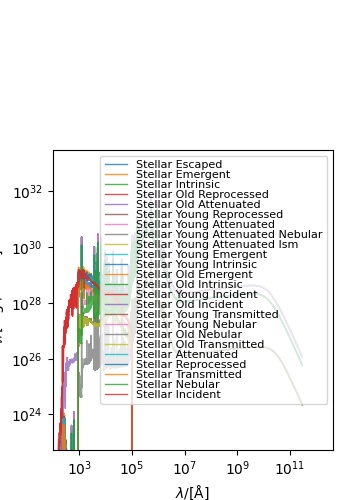 Stellar Escaped
Stellar Emergent
Stellar Intrinsic
Stellar Old Reprocessed
Stellar Old Attenuated
Stellar Young Reprocessed
Stellar Young Attenuated
Stellar Young Attenuated Nebular
Stellar Young Attenuated Ism
Stellar Young Emergent
Stellar Young Intrinsic
Stellar Old Emergent
Stellar Old Intrinsic
Stellar Young Incident
Stellar Old Incident
Stellar Young Transmitted
Stellar Young Nebular
Stellar Old Nebular
Stellar Old Transmitted
Stellar Attenuated
Stellar Reprocessed
Stellar Transmitted
Stellar Nebular
Stellar Incident
10³²
10³⁰
10²⁸
10²⁶
10²⁴
10³ 10⁵ 10⁷ 10⁹ 10¹¹
λ/[Å]